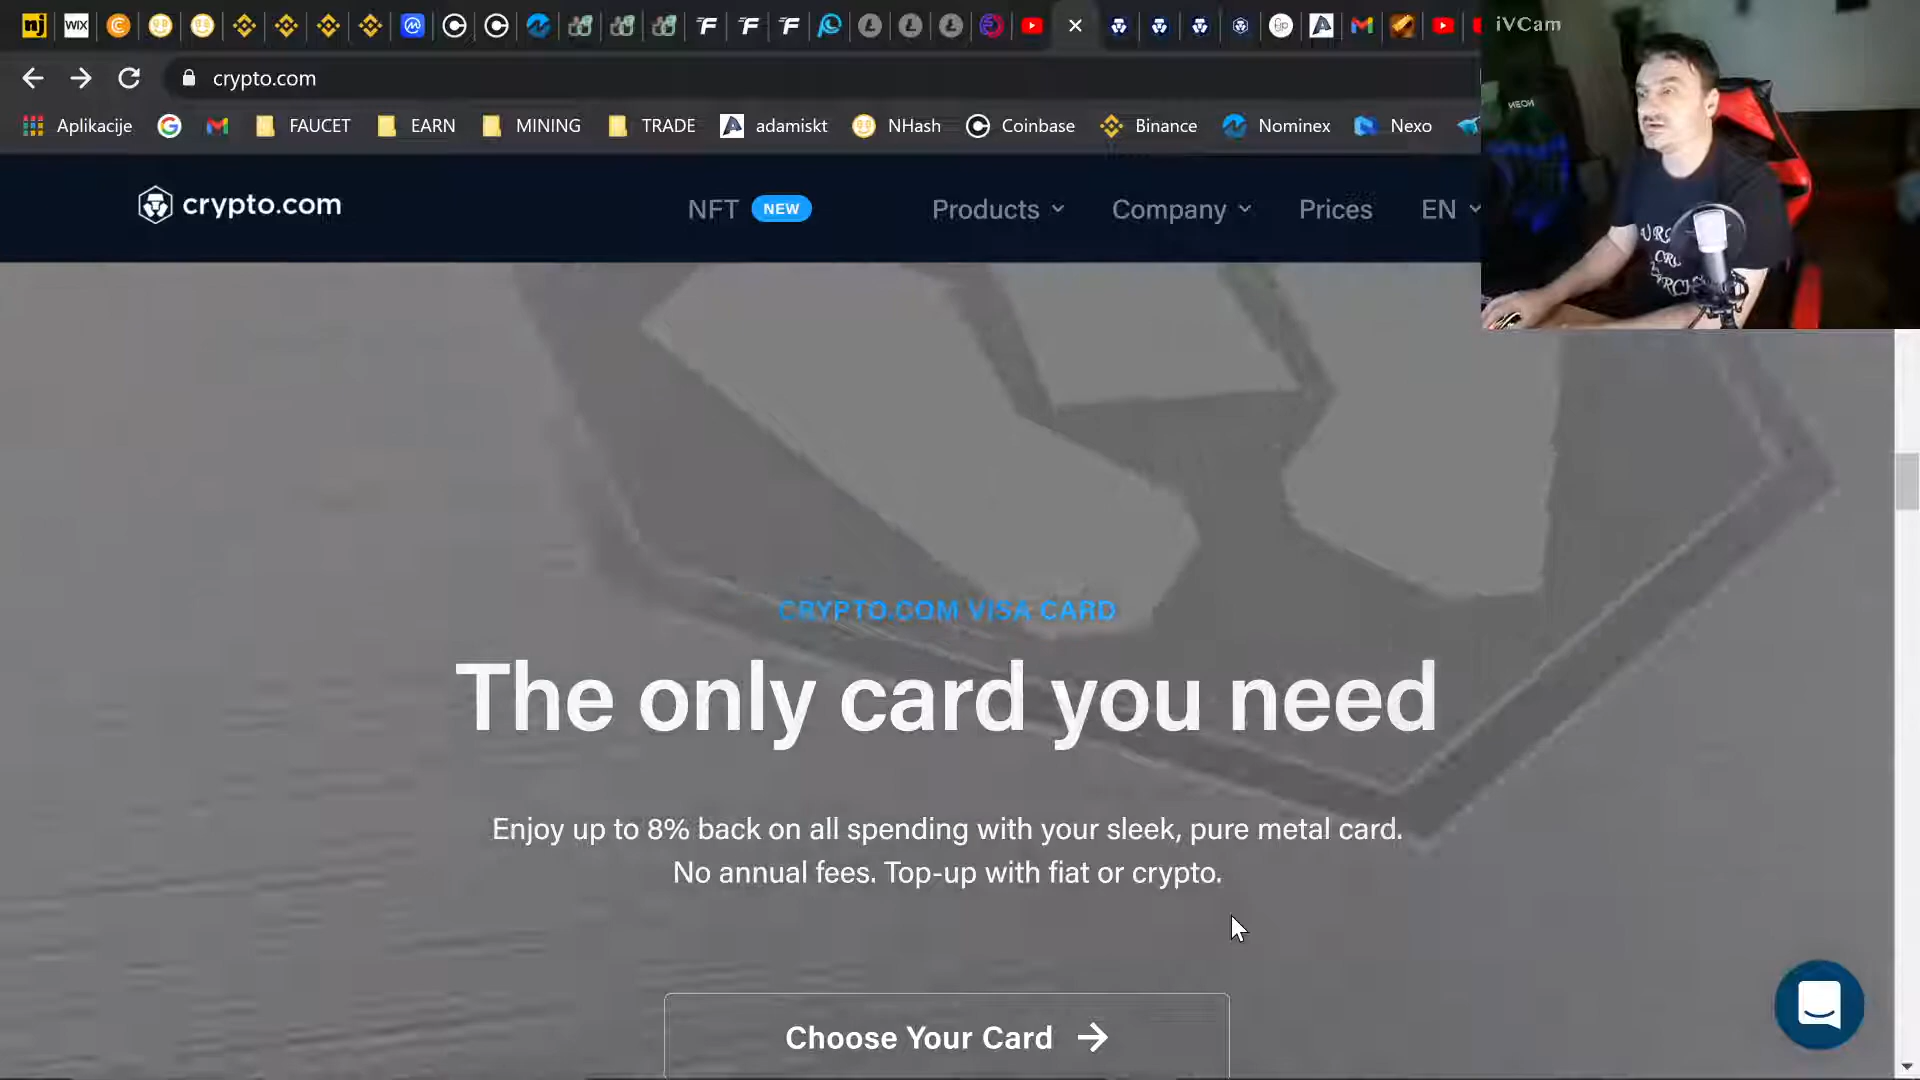 crypto.com
Aplikacije
FAUCET
EARN
MINING
TRADE
adamiskt
NHash
Coinbase
Binance
Nominex
Nexo
iVCam
crypto.com
NFT NEW
Products
Company
Prices
EN
CRYPTO.COM VISA CARD
The only card you need
Enjoy up to 8% back on all spending with your sleek, pure metal card.
No annual fees. Top-up with fiat or crypto.
Choose Your Card